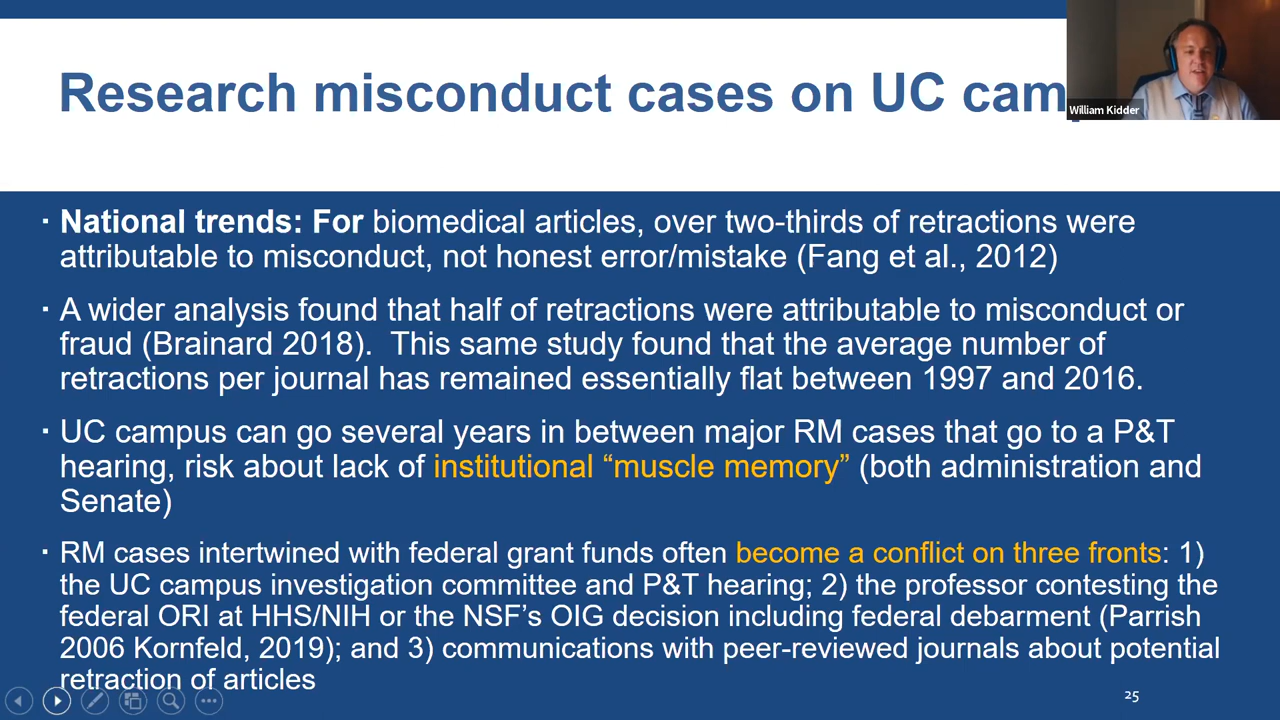 Research misconduct cases on UC cam
William Kidder
▪ National trends: For biomedical articles, over two-thirds of retractions were
attributable to misconduct, not honest error/mistake (Fang et al., 2012)
▪ A wider analysis found that half of retractions were attributable to misconduct or
fraud (Brainard 2018).  This same study found that the average number of
retractions per journal has remained essentially flat between 1997 and 2016.
▪ UC campus can go several years in between major RM cases that go to a P&T
hearing, risk about lack of institutional “muscle memory” (both administration and
Senate)
▪ RM cases intertwined with federal grant funds often become a conflict on three fronts: 1)
the UC campus investigation committee and P&T hearing; 2) the professor contesting the
federal ORI at HHS/NIH or the NSF’s OIG decision including federal debarment (Parrish
2006 Kornfeld, 2019); and 3) communications with peer-reviewed journals about potential
retraction of articles
25